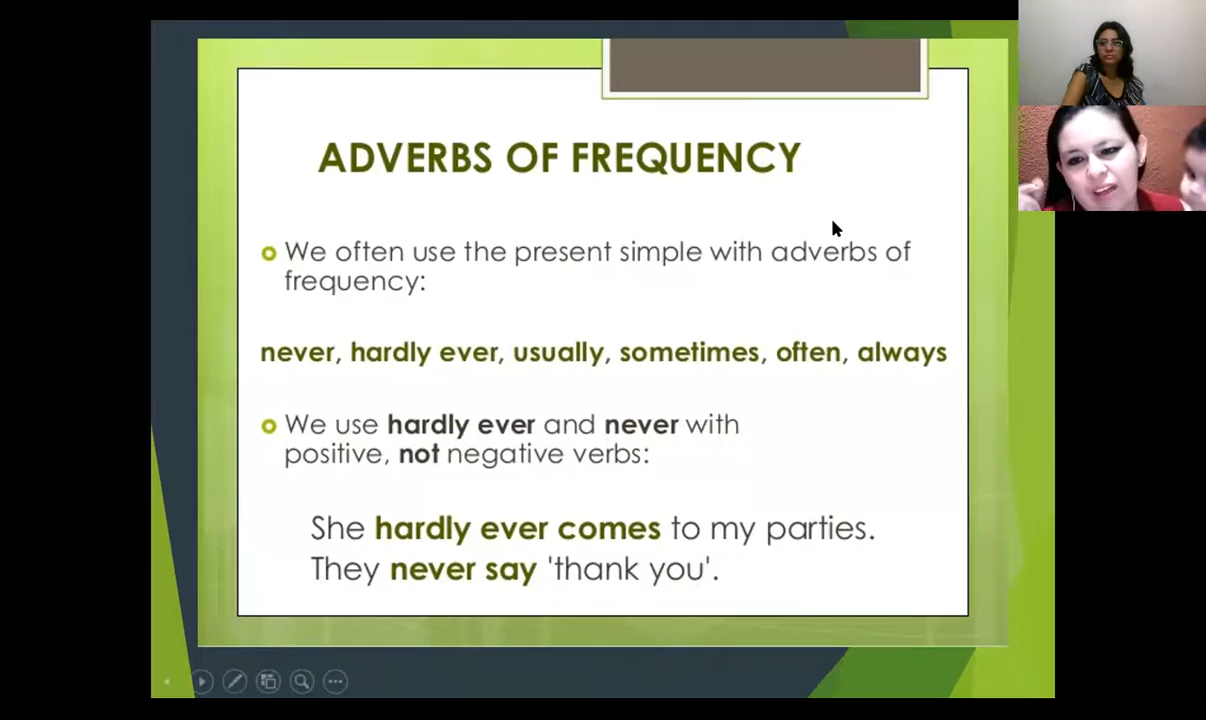 ADVERBS OF FREQUENCY
We often use the present simple with adverbs of
frequency:
never, hardly ever, usually, sometimes, often, always
We use hardly ever and never with
positive, not negative verbs:
She hardly ever comes to my parties.
They never say 'thank you'.